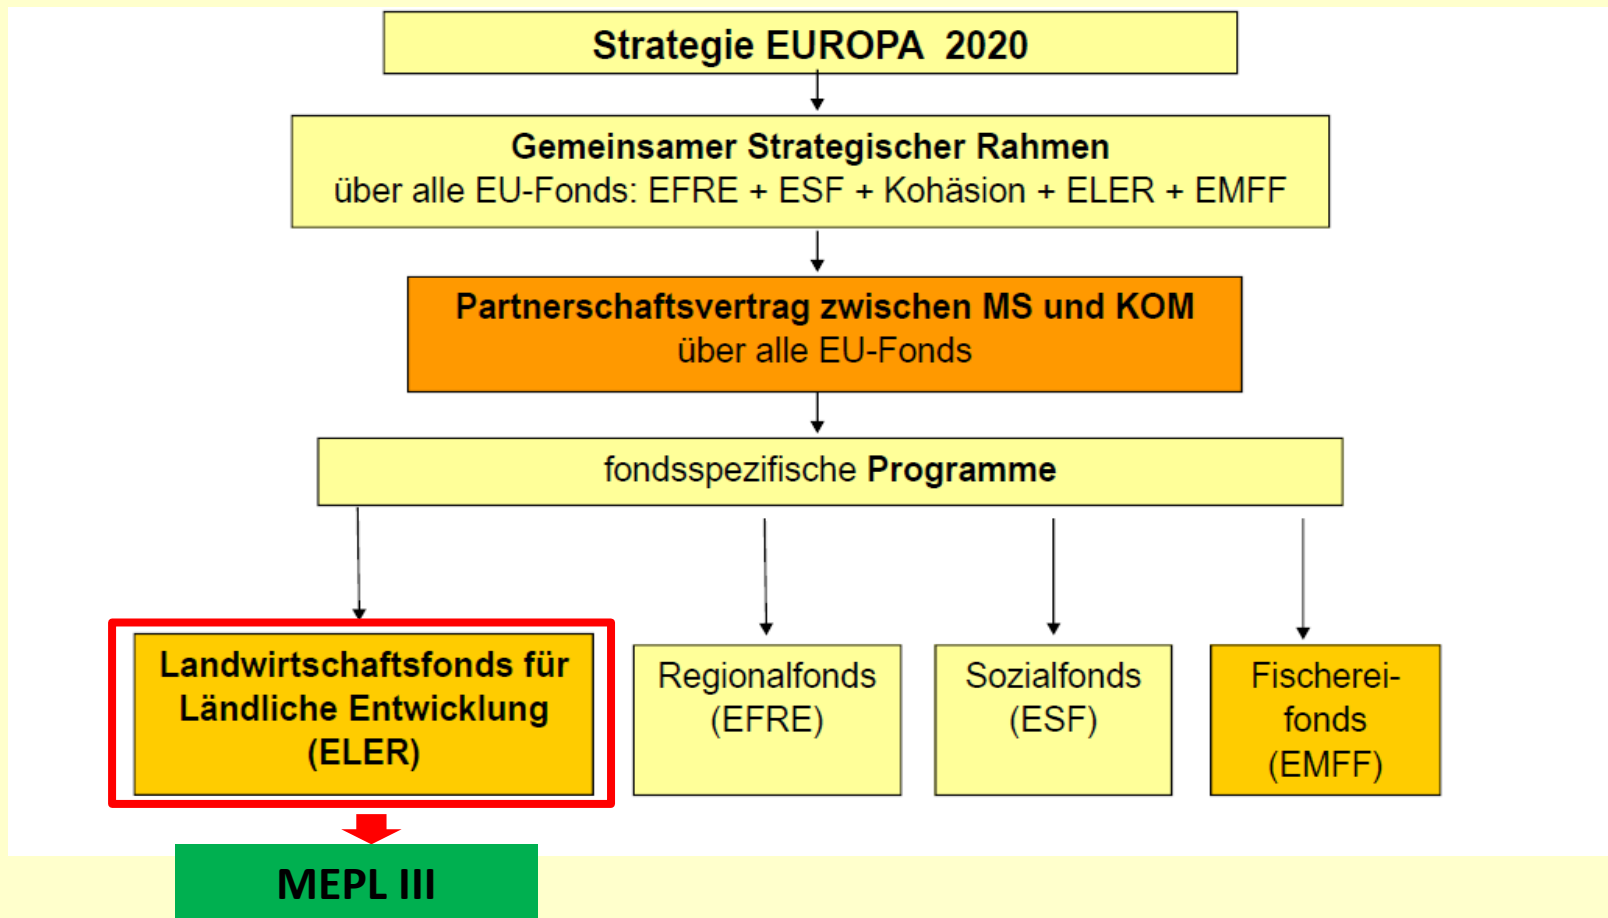 Strategie EUROPA 2020
Gemeinsamer Strategischer Rahmen
über alle EU-Fonds: EFRE + ESF + Kohäsion + ELER + EMFF
Partnerschaftsvertrag zwischen MS und KOM
über alle EU-Fonds
fondsspezifische Programme
Landwirtschaftsfonds für
Ländliche Entwicklung
(ELER)
Regionalfonds
(EFRE)
Sozialfonds
(ESF)
Fischerei-
fonds
(EMFF)
MEPL III